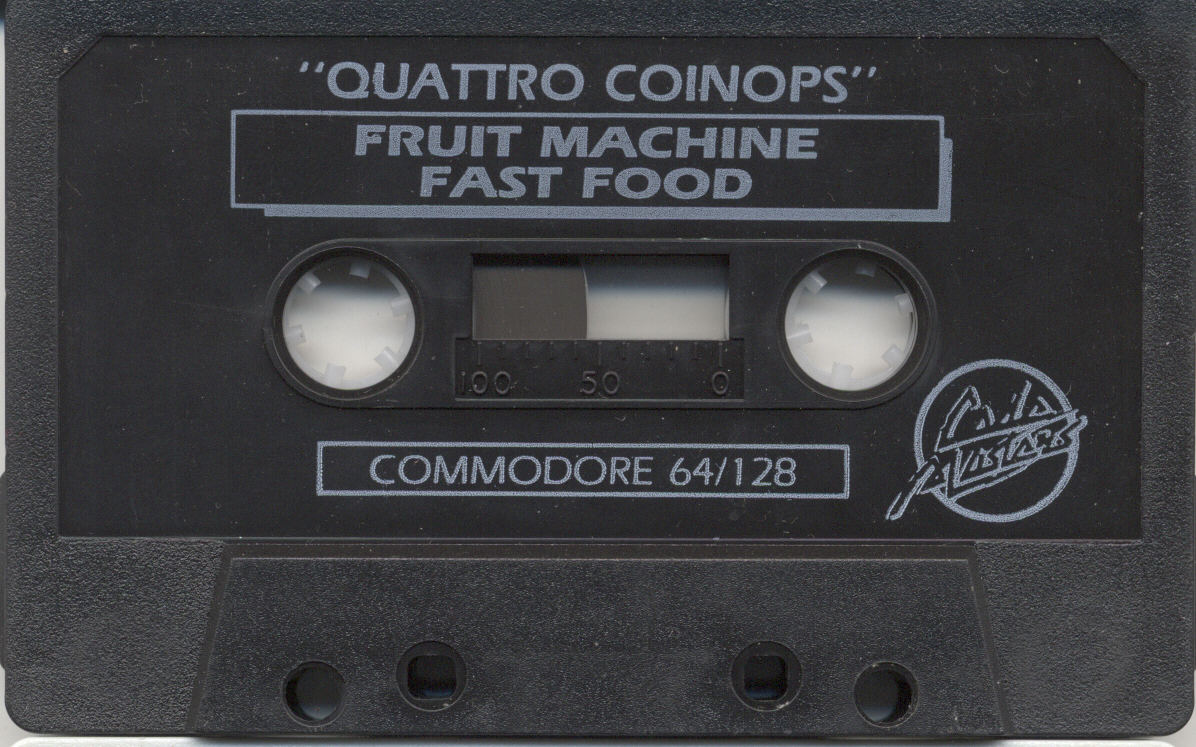 "QUATTRO COINOPS"
FRUIT MACHINE
FAST FOOD
100 50 0
COMMODORE 64/128
Code
Masters